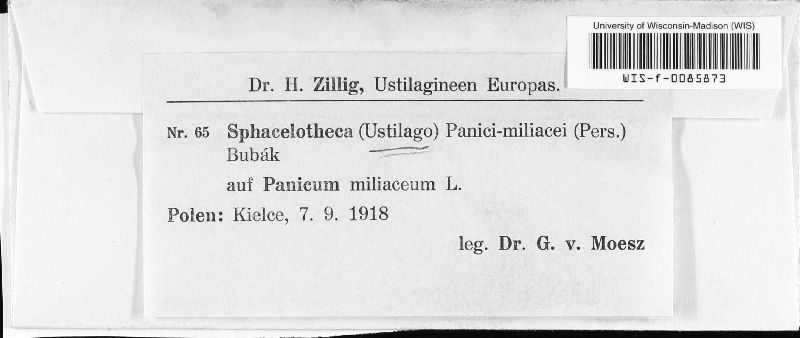 University of Wisconsin-Madison (WIS)
WIS-f-0085873
Dr. H. Zillig, Ustilagineen Europas.
Nr. 65 Sphacelotheca (Ustilago) Panici-miliacei (Pers.)
Bubák
auf Panicum miliaceum L.
Polen: Kielce, 7. 9. 1918
leg. Dr. G. v. Moesz